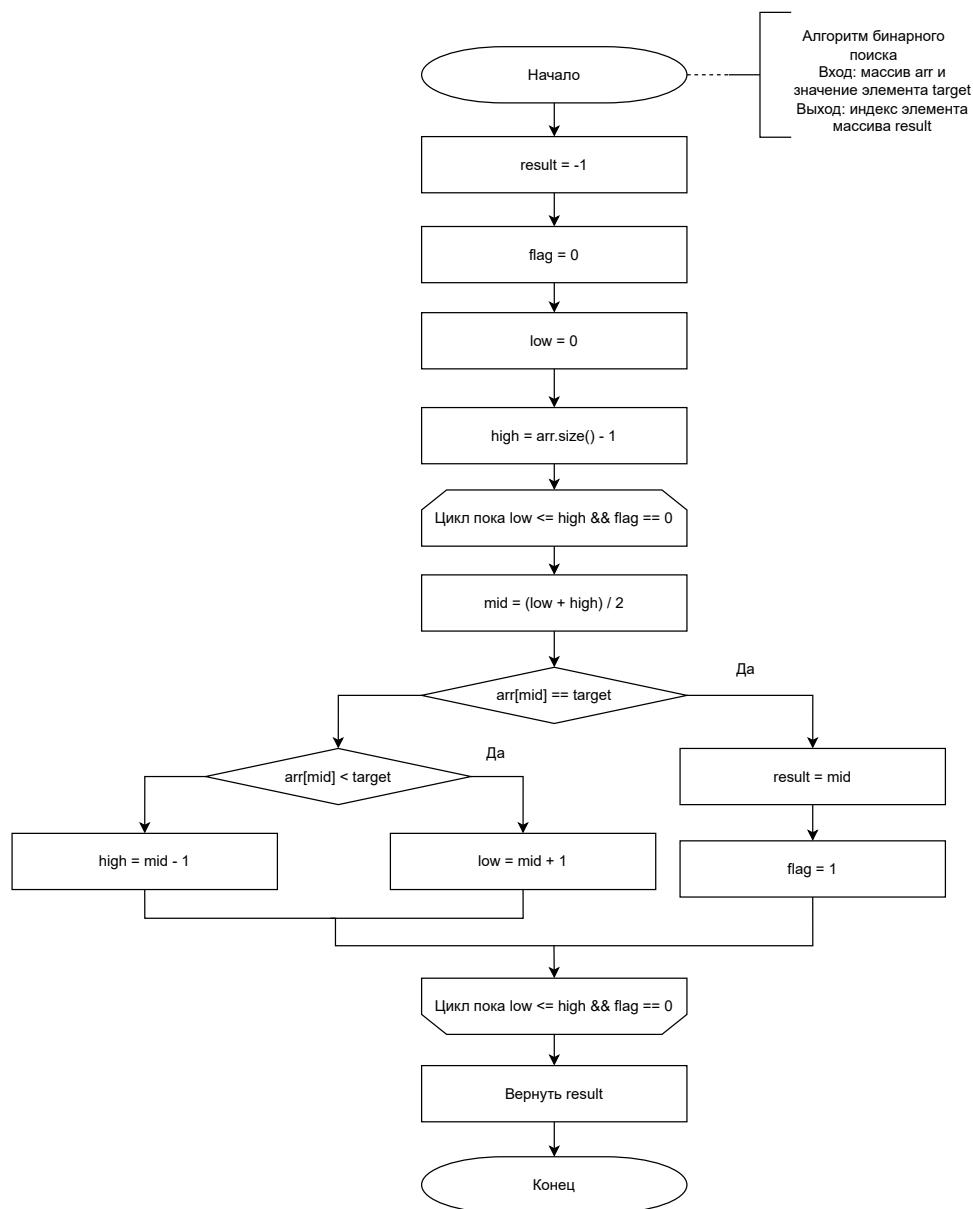 Начало
Алгоритм бинарного
поиска
Вход: массив arr и
значение элемента target
Выход: индекс элемента
массива result
result = -1
flag = 0
low = 0
high = arr.size() - 1
Цикл пока low <= high && flag == 0
mid = (low + high) / 2
arr[mid] == target
Да
arr[mid] < target
Да
result = mid
high = mid - 1
low = mid + 1
flag = 1
Цикл пока low <= high && flag == 0
Вернуть result
Конец